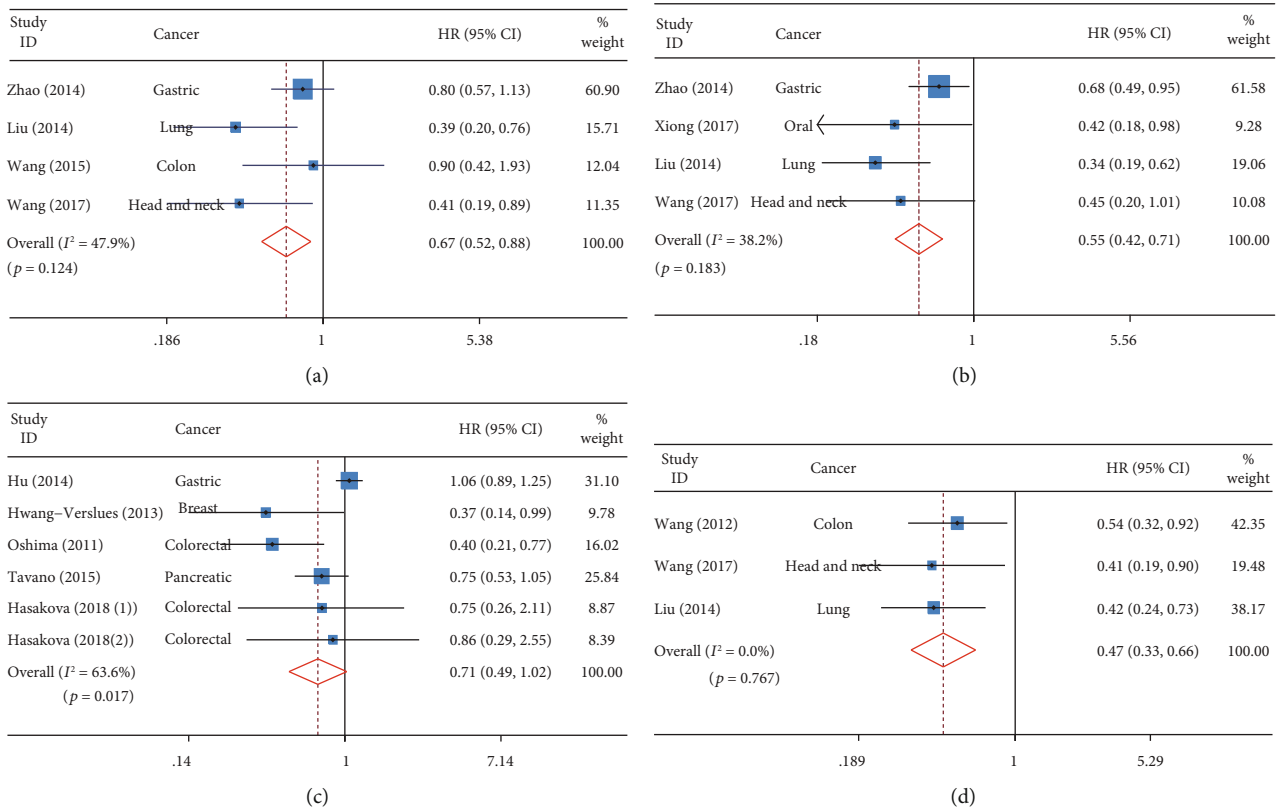 Study ID Cancer HR (95% CI) % weight
Zhao (2014) Gastric 0.80 (0.57, 1.13) 60.90
Liu (2014) Lung 0.39 (0.20, 0.76) 15.71
Wang (2015) Colon 0.90 (0.42, 1.93) 12.04
Wang (2017) Head and neck 0.41 (0.19, 0.89) 11.35
Overall (I² = 47.9%) 0.67 (0.52, 0.88) 100.00
(p = 0.124)
.186 1 5.38
(a)
Study ID Cancer HR (95% CI) % weight
Zhao (2014) Gastric 0.68 (0.49, 0.95) 61.58
Xiong (2017) Oral 0.42 (0.18, 0.98) 9.28
Liu (2014) Lung 0.34 (0.19, 0.62) 19.06
Wang (2017) Head and neck 0.45 (0.20, 1.01) 10.08
Overall (I² = 38.2%) 0.55 (0.42, 0.71) 100.00
(p = 0.183)
.18 1 5.56
(b)
Study ID Cancer HR (95% CI) % weight
Hu (2014) Gastric 1.06 (0.89, 1.25) 31.10
Hwang–Verslues (2013) Breast 0.37 (0.14, 0.99) 9.78
Oshima (2011) Colorectal 0.40 (0.21, 0.77) 16.02
Tavano (2015) Pancreatic 0.75 (0.53, 1.05) 25.84
Hasakova (2018 (1)) Colorectal 0.75 (0.26, 2.11) 8.87
Hasakova (2018(2)) Colorectal 0.86 (0.29, 2.55) 8.39
Overall (I² = 63.6%) 0.71 (0.49, 1.02) 100.00
(p = 0.017)
.14 1 7.14
(c)
Study ID Cancer HR (95% CI) % weight
Wang (2012) Colon 0.54 (0.32, 0.92) 42.35
Wang (2017) Head and neck 0.41 (0.19, 0.90) 19.48
Liu (2014) Lung 0.42 (0.24, 0.73) 38.17
Overall (I² = 0.0%) 0.47 (0.33, 0.66) 100.00
(p = 0.767)
.189 1 5.29
(d)